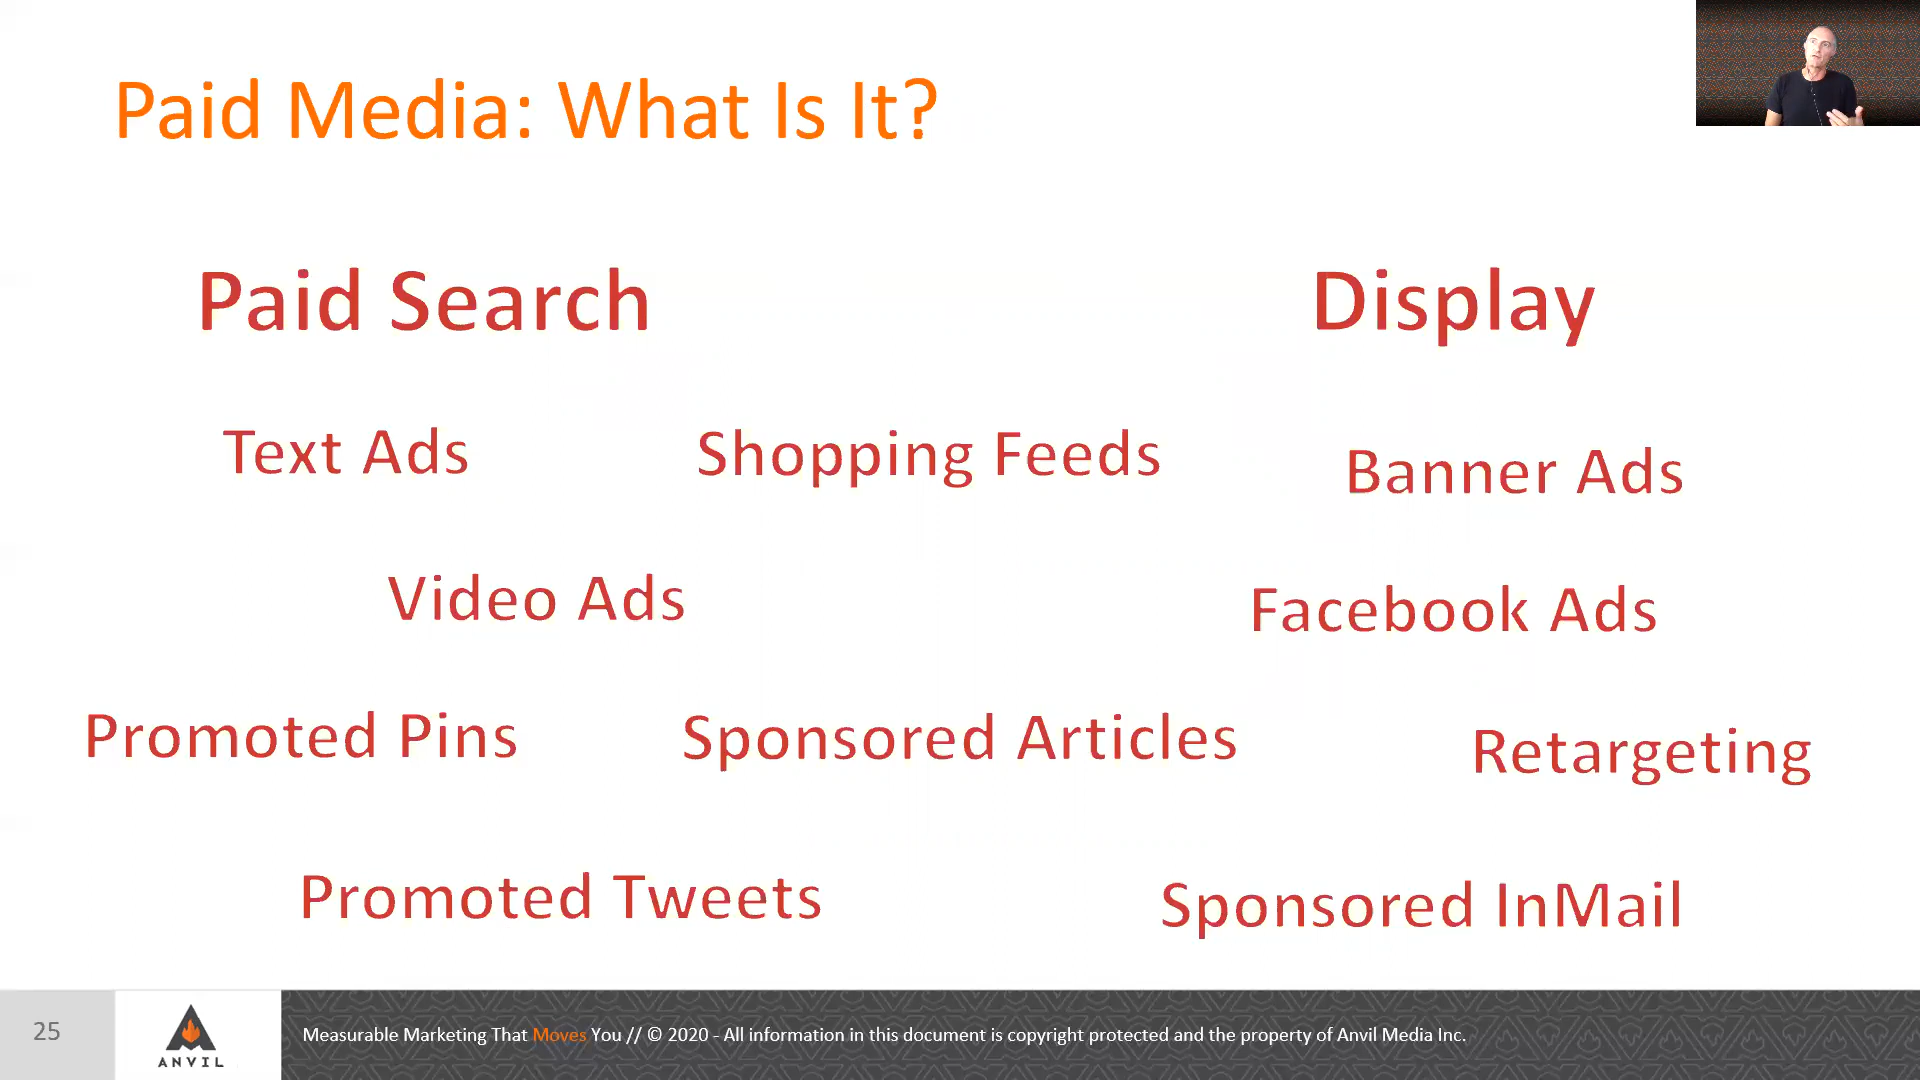 Paid Media: What Is It?
Paid Search
Display
Text Ads
Shopping Feeds
Banner Ads
Video Ads
Facebook Ads
Promoted Pins
Sponsored Articles
Retargeting
Promoted Tweets
Sponsored InMail
25
ANVIL
Measurable Marketing That Moves You // © 2020 - All information in this document is copyright protected and the property of Anvil Media Inc.